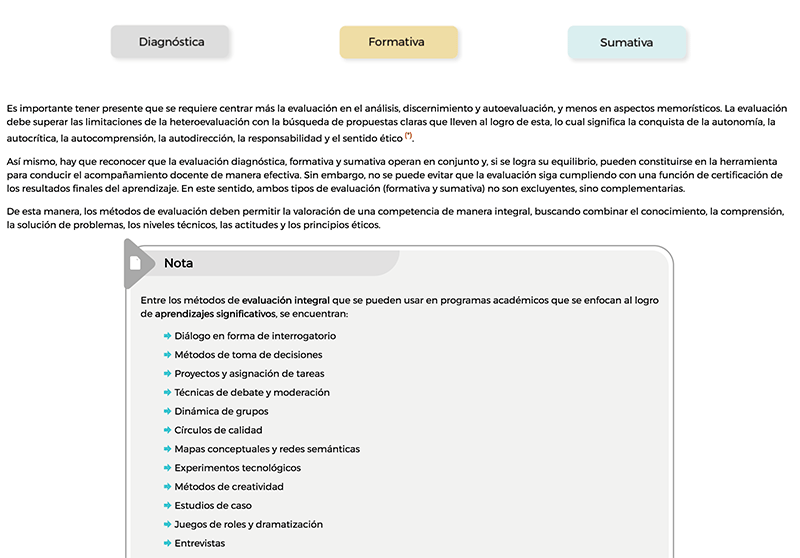 Diagnóstica
Formativa
Sumativa
Es importante tener presente que se requiere centrar más la evaluación en el análisis, discernimiento y autoevaluación, y menos en aspectos memorísticos. La evaluación
debe superar las limitaciones de la heteroevaluación con la búsqueda de propuestas claras que lleven al logro de esta, lo cual significa la conquista de la autonomía, la
autocrítica, la autocomprensión, la autodirección, la responsabilidad y el sentido ético (*).
Así mismo, hay que reconocer que la evaluación diagnóstica, formativa y sumativa operan en conjunto y, si se logra su equilibrio, pueden constituirse en la herramienta
para conducir el acompañamiento docente de manera efectiva. Sin embargo, no se puede evitar que la evaluación siga cumpliendo con una función de certificación de
los resultados finales del aprendizaje. En este sentido, ambos tipos de evaluación (formativa y sumativa) no son excluyentes, sino complementarias.
De esta manera, los métodos de evaluación deben permitir la valoración de una competencia de manera integral, buscando combinar el conocimiento, la comprensión,
la solución de problemas, los niveles técnicos, las actitudes y los principios éticos.
Nota
Entre los métodos de evaluación integral que se pueden usar en programas académicos que se enfocan al logro
de aprendizajes significativos, se encuentran:
Diálogo en forma de interrogatorio
Métodos de toma de decisiones
Proyectos y asignación de tareas
Técnicas de debate y moderación
Dinámica de grupos
Círculos de calidad
Mapas conceptuales y redes semánticas
Experimentos tecnológicos
Métodos de creatividad
Estudios de caso
Juegos de roles y dramatización
Entrevistas